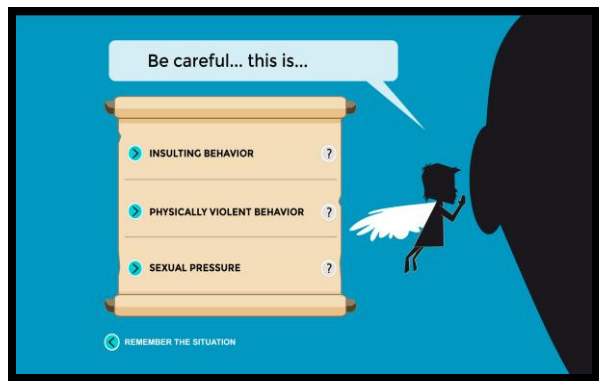 Be careful... this is...
INSULTING BEHAVIOR ?
PHYSICALLY VIOLENT BEHAVIOR ?
SEXUAL PRESSURE ?
REMEMBER THE SITUATION